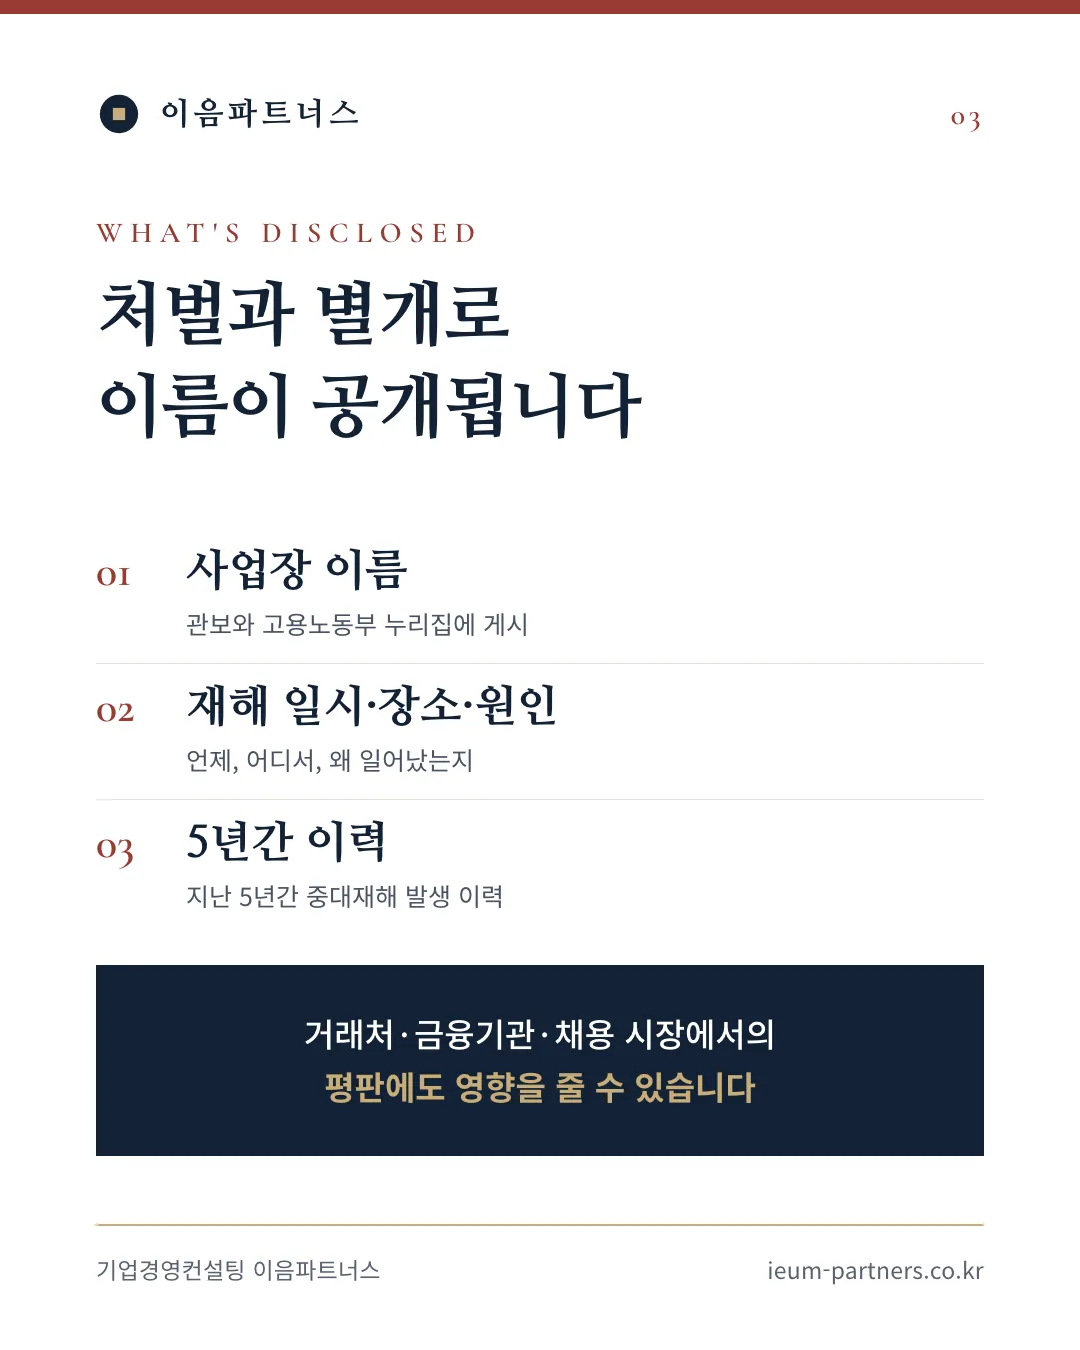 이음파트너스
03
WHAT'S DISCLOSED
처벌과 별개로
이름이 공개됩니다
01 사업장 이름
관보와 고용노동부 누리집에 게시
02 재해 일시·장소·원인
언제, 어디서, 왜 일어났는지
03 5년간 이력
지난 5년간 중대재해 발생 이력
거래처·금융기관·채용 시장에서의
평판에도 영향을 줄 수 있습니다
기업경영컨설팅 이음파트너스
ieum-partners.co.kr